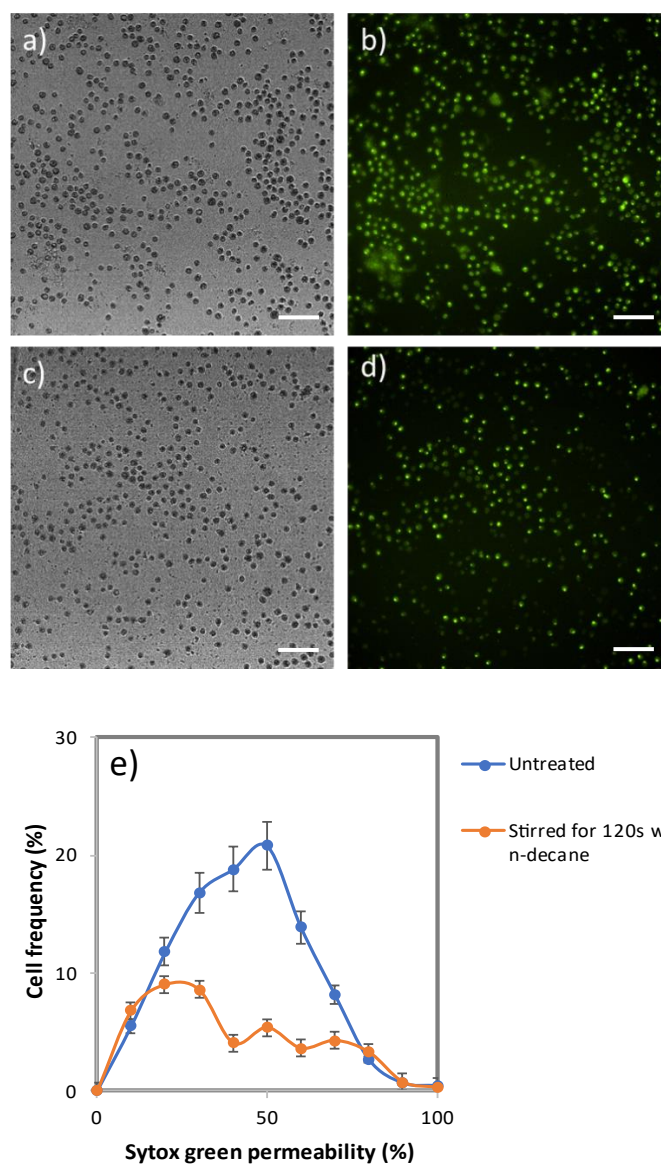 a)
b)
c)
d)
e)
30
20
10
0
0
50
100
Cell frequency (%)
Sytox green permeability (%)
Untreated
Stirred for 120s w
n-decane